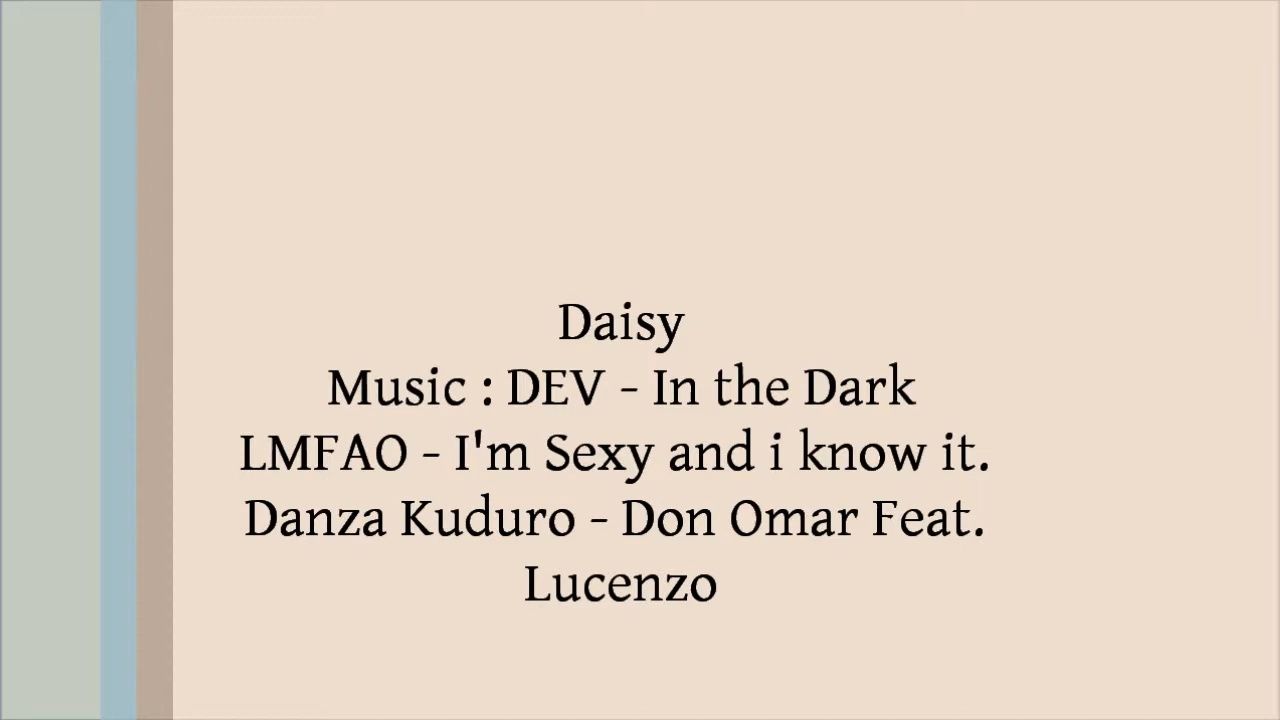 Daisy
Music : DEV - In the Dark
LMFAO - I'm Sexy and i know it.
Danza Kuduro - Don Omar Feat.
Lucenzo